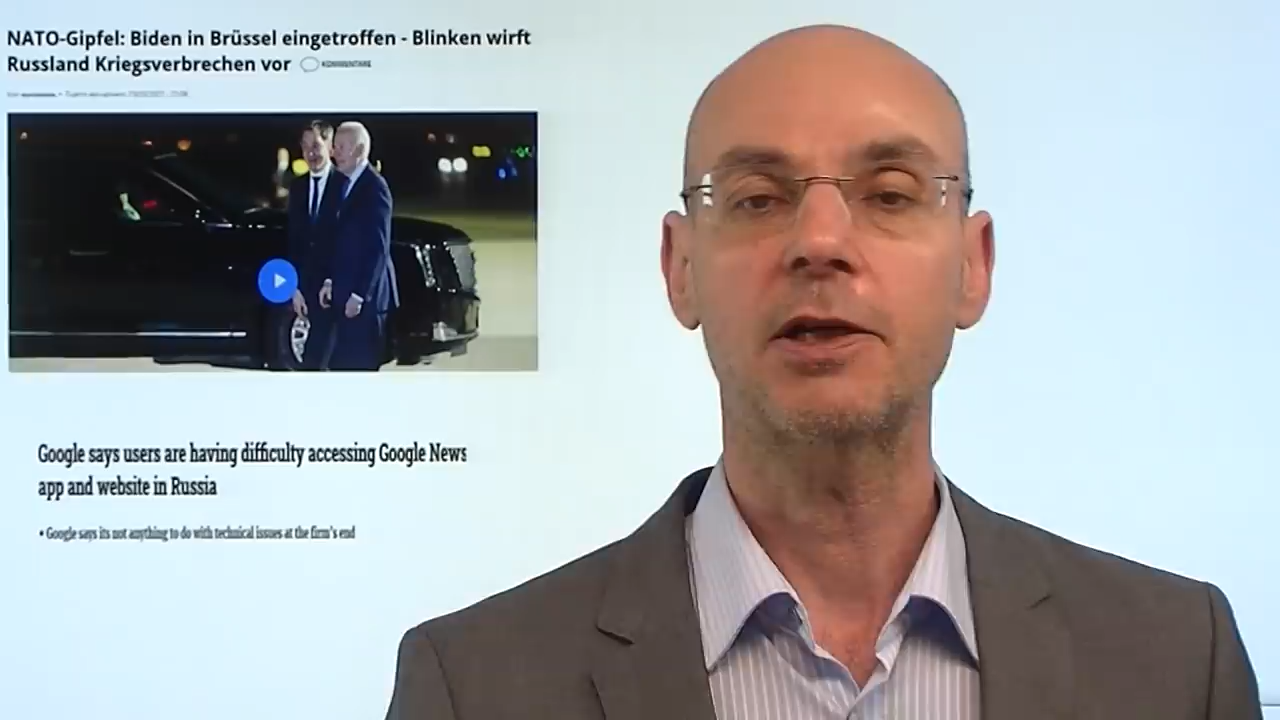 NATO-Gipfel: Biden in Brüssel eingetroffen - Blinken wirft
Russland Kriegsverbrechen vor KOMMENTARE
Google says users are having difficulty accessing Google News
app and website in Russia
• Google says its not anything to do with technical issues at the firm's end